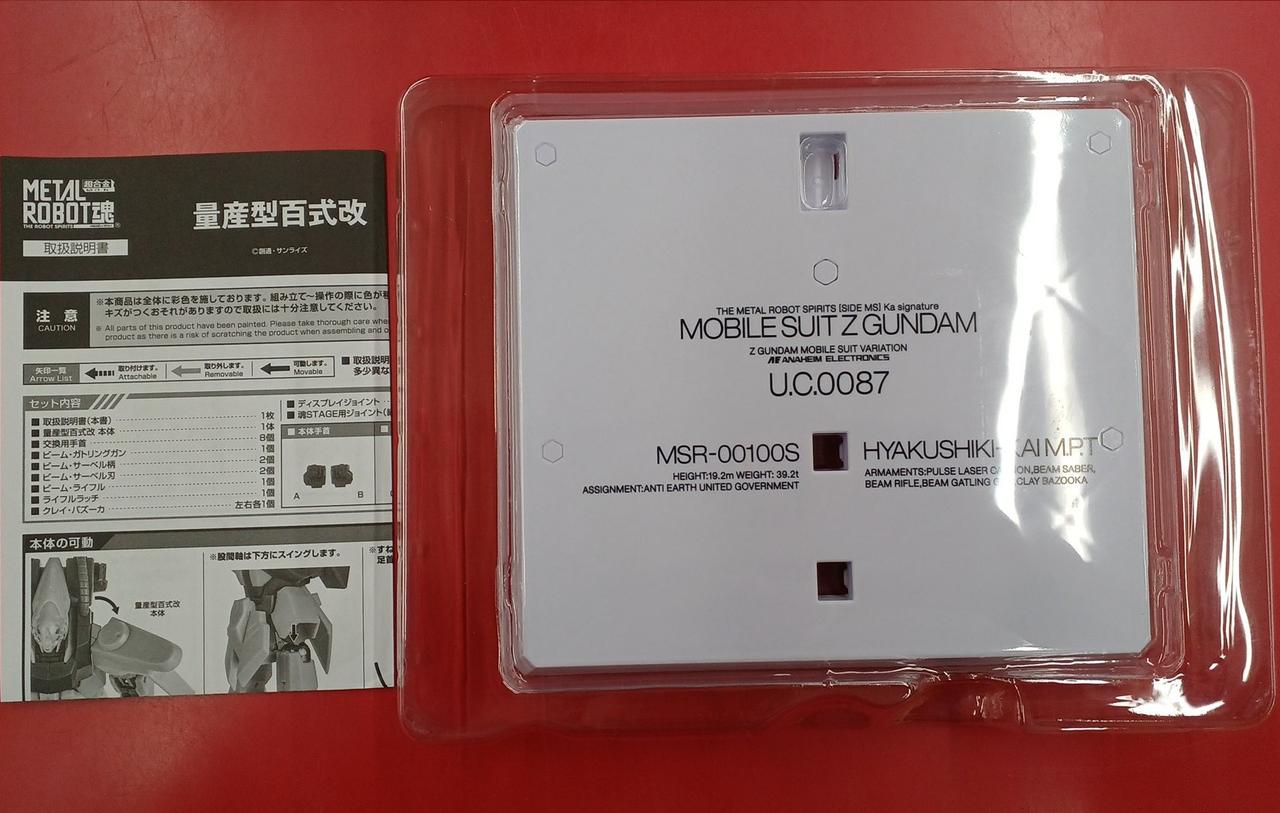 METAL
超合金
ROBOT魂
THE ROBOT SPIRITS
取扱説明書
量産型百式改
©創通・サンライズ
注意
CAUTION
※本商品は全体に彩色を施しております。組み立て～操作の際に色が移
キズがつくおそれがありますので取扱には十分注意してください。
※ All parts of this product have been painted. Please take thorough care whe
product as there is a risk of scratching the product when assembling and o
矢印一覧
Arrow List
取り付けます。
Attachable
取り外します。
Removable
可動します。
Movable
■取扱説明
多少異な
セット内容
■取扱説明書(本書) 1枚
■量産型百式改 本体 1体
■交換用手首 8個
■ビーム・ガトリングガン 1個
■ビーム・サーベル柄 2個
■ビーム・サーベル刃 2個
■ビーム・ライフル 1個
■ライフルラッチ 1個
■クレイ・バズーカ 左右各1個
■ディスプレイジョイント
■魂STAGE用ジョイント
■本体手首
A
B
本体の可動
量産型百式改
本体
※股関軸は下方にスイングします。
※すね
足首
THE METAL ROBOT SPIRITS [SIDE MS] Ka signature
MOBILE SUIT Z GUNDAM
Z GUNDAM MOBILE SUIT VARIATION
AE ANAHEIM ELECTRONICS
U.C.0087
MSR-00100S
HEIGHT:19.2m WEIGHT: 39.2t
ASSIGNMENT:ANTI EARTH UNITED GOVERNMENT
HYAKUSHIKI-KAI M.P.T
ARMAMENTS:PULSE LASER CANNON,BEAM SABER,
BEAM RIFLE,BEAM GATLING GUN,CLAY BAZOOKA